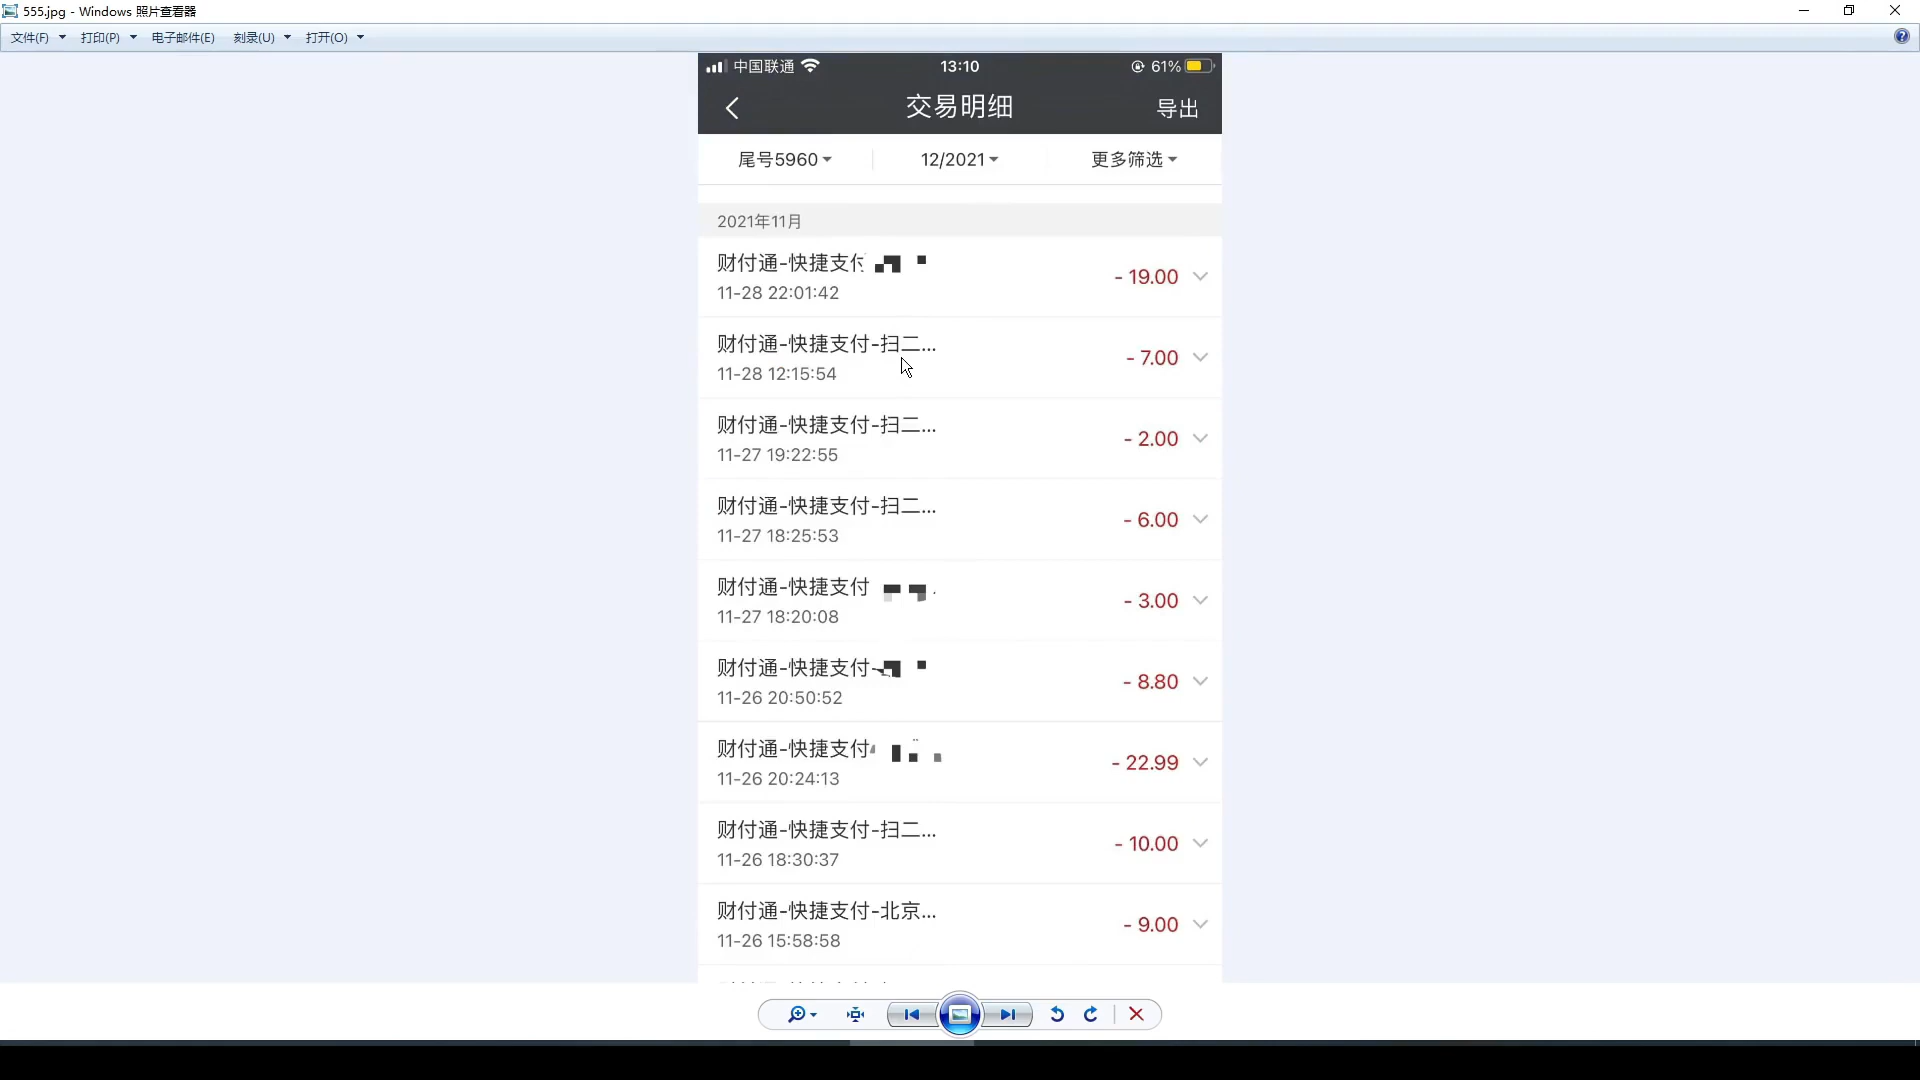 555.jpg - Windows 照片查看器
文件(F) 打印(P) 电子邮件(E) 刻录(U) 打开(O)
中国联通 13:10 61%
交易明细 导出
尾号5960 12/2021 更多筛选
2021年11月
财付通-快捷支付
- 19.00
11-28 22:01:42
财付通-快捷支付-扫二...
- 7.00
11-28 12:15:54
财付通-快捷支付-扫二...
- 2.00
11-27 19:22:55
财付通-快捷支付-扫二...
- 6.00
11-27 18:25:53
财付通-快捷支付
- 3.00
11-27 18:20:08
财付通-快捷支付-
- 8.80
11-26 20:50:52
财付通-快捷支付
- 22.99
11-26 20:24:13
财付通-快捷支付-扫二...
- 10.00
11-26 18:30:37
财付通-快捷支付-北京...
- 9.00
11-26 15:58:58